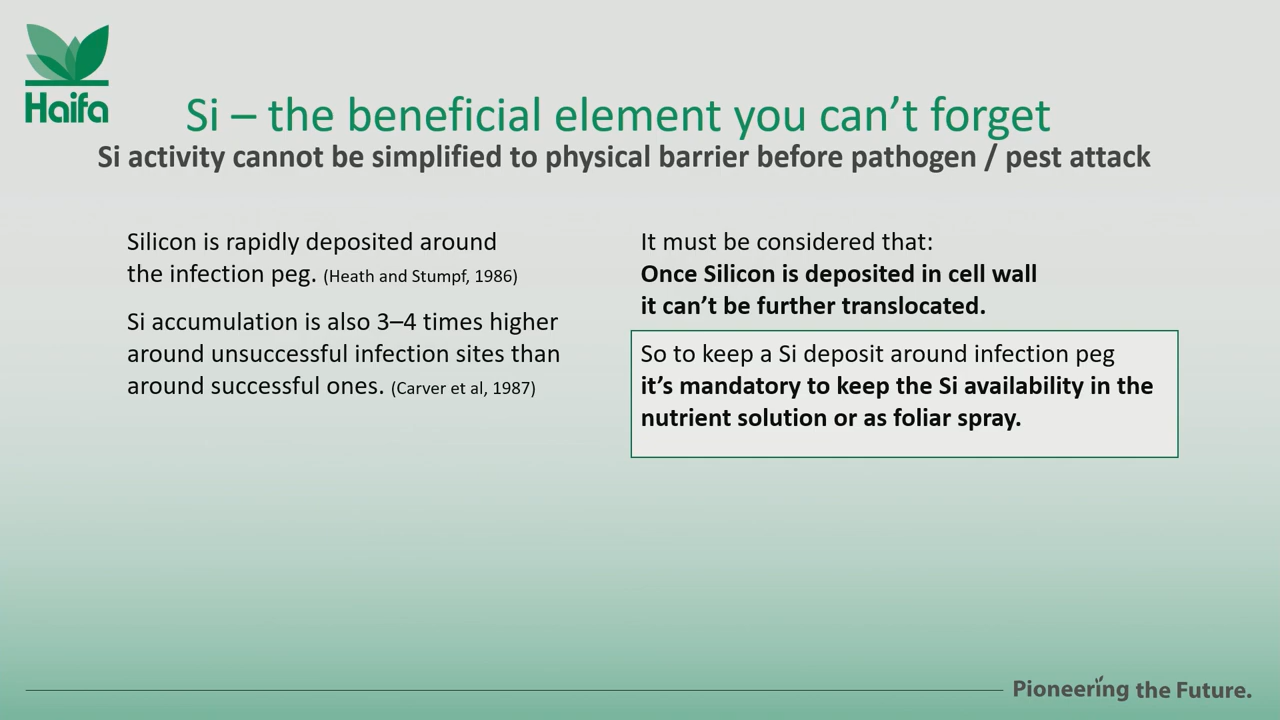 Haifa
Si – the beneficial element you can’t forget
Si activity cannot be simplified to physical barrier before pathogen / pest attack
Silicon is rapidly deposited around
the infection peg. (Heath and Stumpf, 1986)
Si accumulation is also 3–4 times higher
around unsuccessful infection sites than
around successful ones. (Carver et al, 1987)
It must be considered that:
Once Silicon is deposited in cell wall
it can’t be further translocated.
So to keep a Si deposit around infection peg
it’s mandatory to keep the Si availability in the
nutrient solution or as foliar spray.
Pioneering the Future.